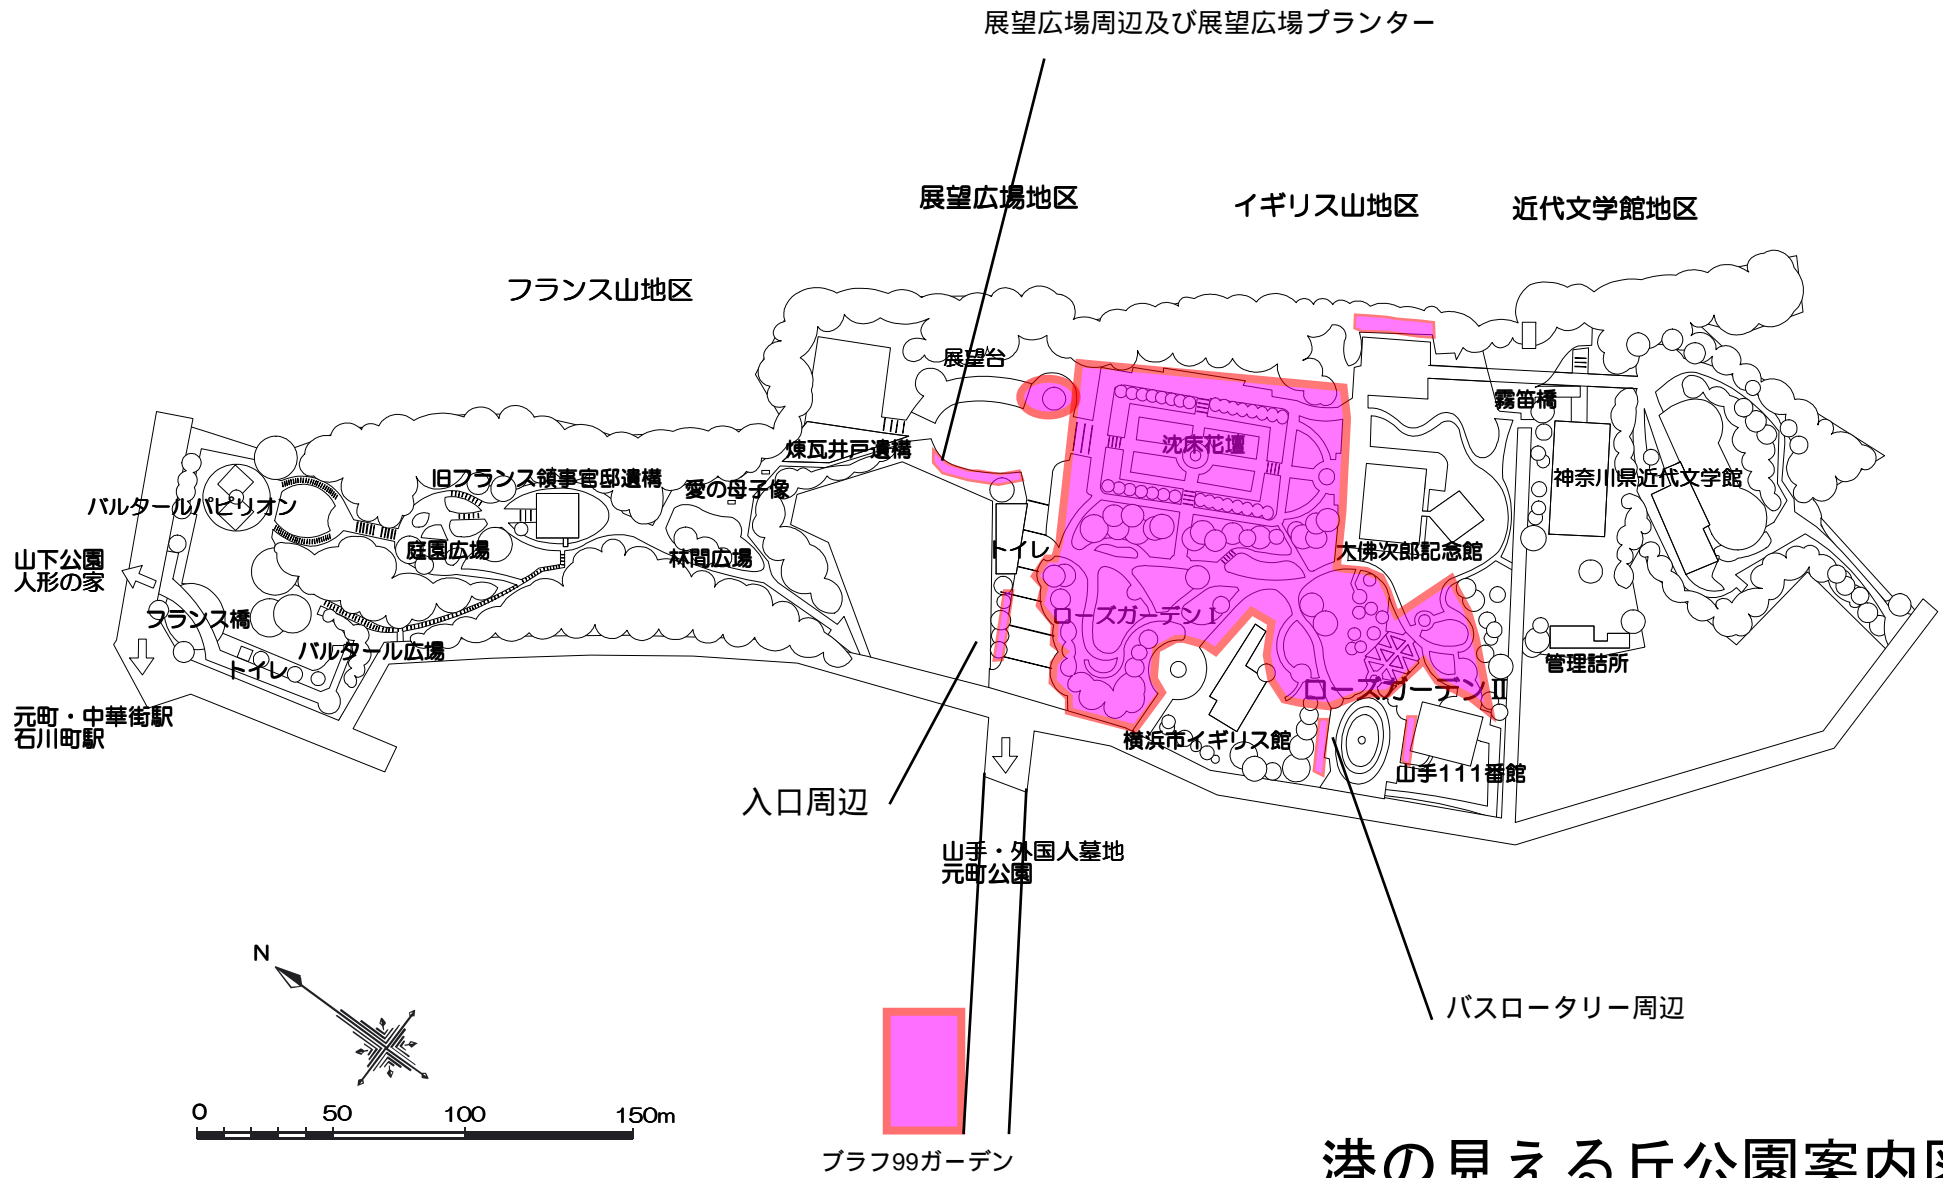 展望広場周辺及び展望広場プランター
展望広場地区
イギリス山地区
近代文学館地区
フランス山地区
展望台
霧笛橋
沈床花壇
煉瓦井戸遺構
旧フランス領事官邸遺構
愛の母子像
神奈川県近代文学館
バルタールパビリオン
庭園広場
林間広場
トイレ
大佛次郎記念館
山下公園
人形の家
フランス橋
ローズガーデンⅠ
バルタール広場
トイレ
管理詰所
ローズガーデンⅡ
元町・中華街駅
石川町駅
横浜市イギリス館
山手111番館
入口周辺
山手・外国人墓地
元町公園
N
バスロータリー周辺
0 50 100 150m
ブラフ99ガーデン
港の見える丘公園案内図